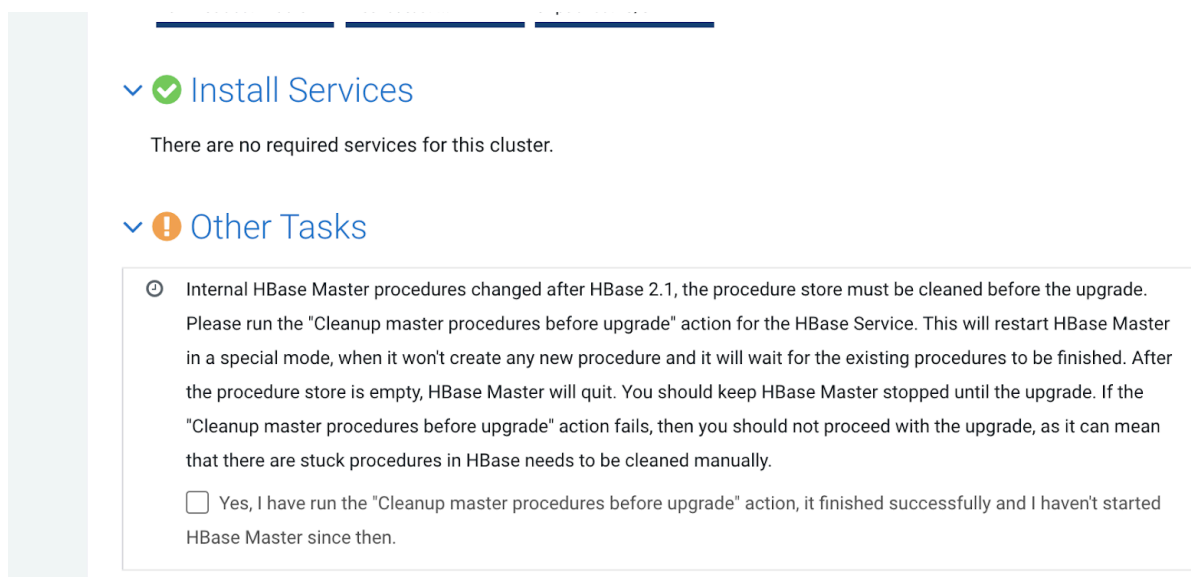 Install Services
There are no required services for this cluster.
Other Tasks
Internal HBase Master procedures changed after HBase 2.1, the procedure store must be cleaned before the upgrade.
Please run the "Cleanup master procedures before upgrade" action for the HBase Service. This will restart HBase Master
in a special mode, when it won't create any new procedure and it will wait for the existing procedures to be finished. After
the procedure store is empty, HBase Master will quit. You should keep HBase Master stopped until the upgrade. If the
"Cleanup master procedures before upgrade" action fails, then you should not proceed with the upgrade, as it can mean
that there are stuck procedures in HBase needs to be cleaned manually.
Yes, I have run the "Cleanup master procedures before upgrade" action, it finished successfully and I haven't started
HBase Master since then.